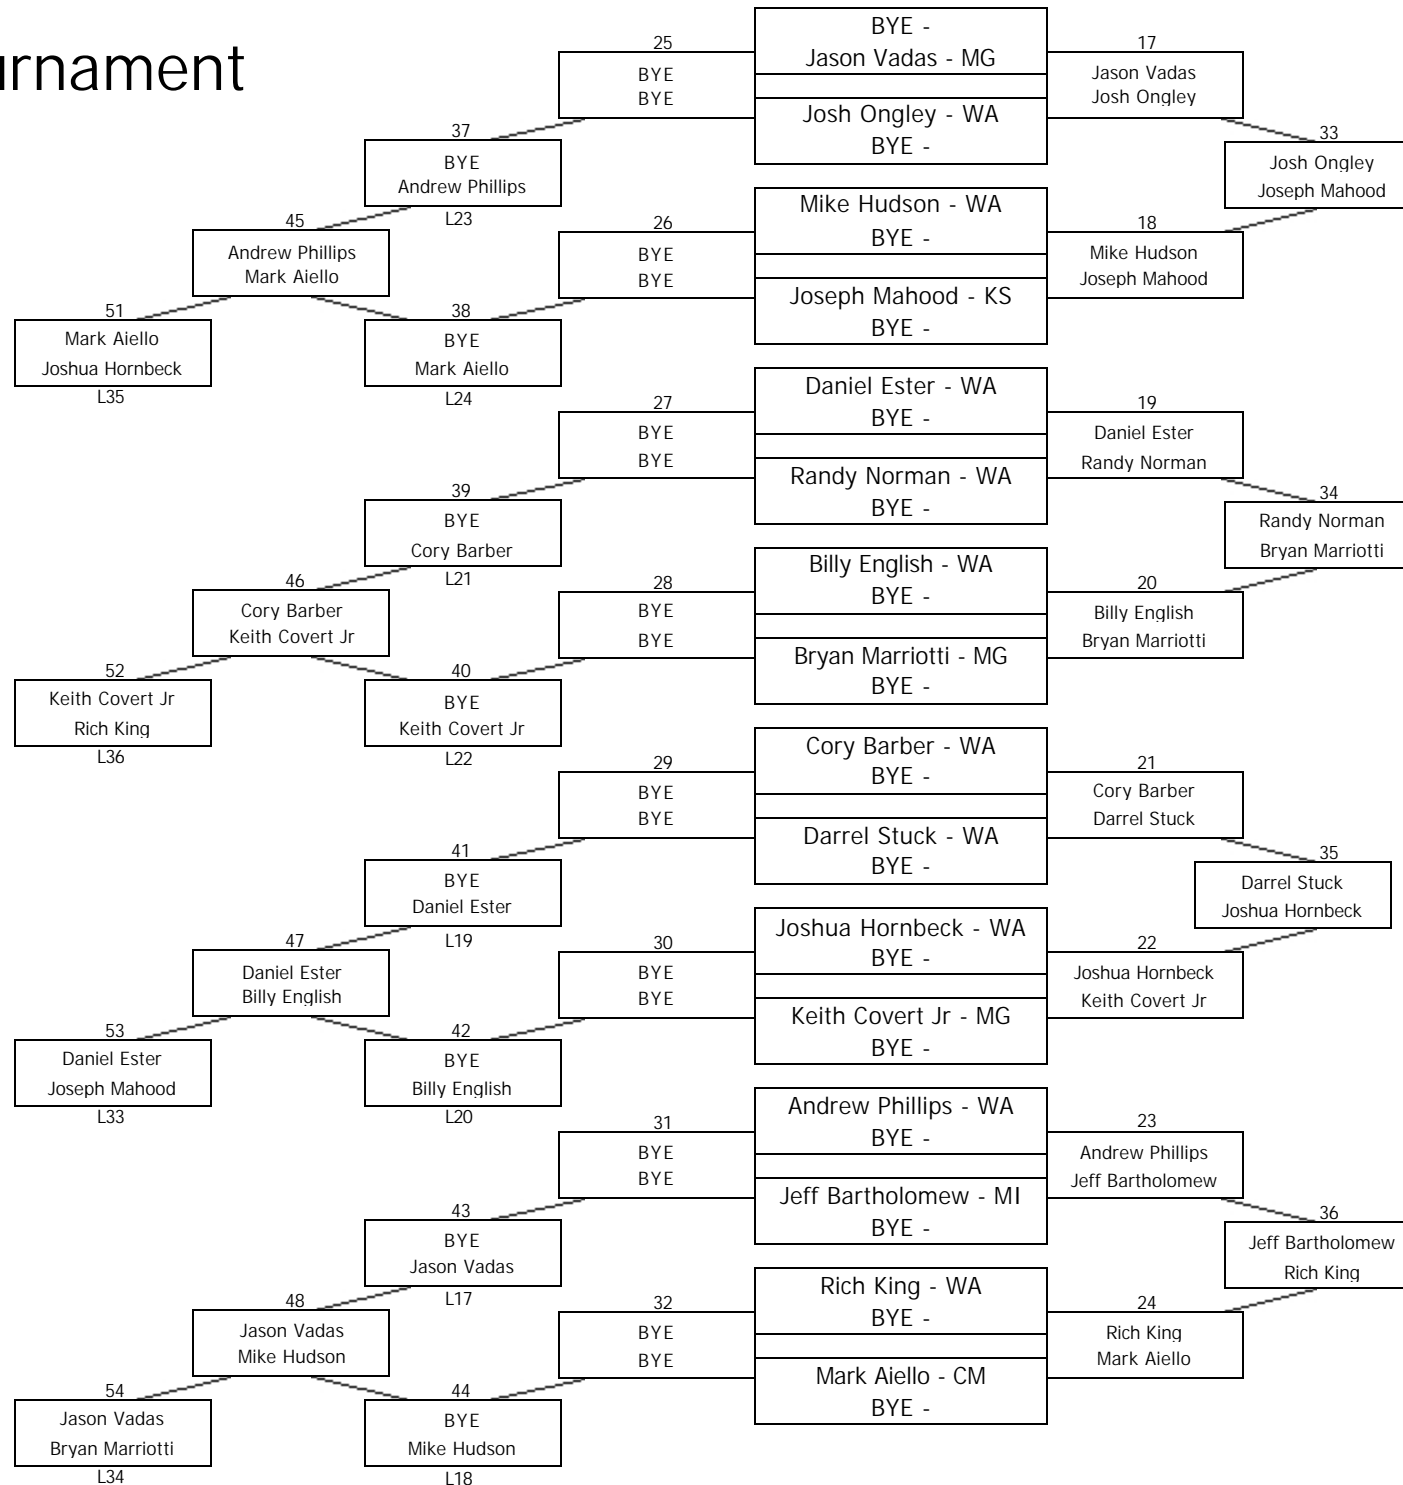 urnament
BYE -
Jason Vadas - MG
Josh Ongley - WA
BYE -
Mike Hudson - WA
BYE -
Joseph Mahood - KS
BYE -
Daniel Ester - WA
BYE -
Randy Norman - WA
BYE -
Billy English - WA
BYE -
Bryan Marriotti - MG
BYE -
Cory Barber - WA
BYE -
Darrel Stuck - WA
BYE -
Joshua Hornbeck - WA
BYE -
Keith Covert Jr - MG
BYE -
Andrew Phillips - WA
BYE -
Jeff Bartholomew - MI
BYE -
Rich King - WA
BYE -
Mark Aiello - CM
BYE -
17
Jason Vadas
Josh Ongley
18
Mike Hudson
Joseph Mahood
19
Daniel Ester
Randy Norman
20
Billy English
Bryan Marriotti
21
Cory Barber
Darrel Stuck
22
Joshua Hornbeck
Keith Covert Jr
23
Andrew Phillips
Jeff Bartholomew
24
Rich King
Mark Aiello
33
Josh Ongley
Joseph Mahood
34
Randy Norman
Bryan Marriotti
35
Darrel Stuck
Joshua Hornbeck
36
Jeff Bartholomew
Rich King
25
BYE
BYE
26
BYE
BYE
27
BYE
BYE
28
BYE
BYE
29
BYE
BYE
30
BYE
BYE
31
BYE
BYE
32
BYE
BYE
37
BYE
Andrew Phillips
L23
38
BYE
Mark Aiello
L24
39
BYE
Cory Barber
L21
40
BYE
Keith Covert Jr
L22
41
BYE
Daniel Ester
L19
42
BYE
Billy English
L20
43
BYE
Jason Vadas
L17
44
BYE
Mike Hudson
L18
45
Andrew Phillips
Mark Aiello
46
Cory Barber
Keith Covert Jr
47
Daniel Ester
Billy English
48
Jason Vadas
Mike Hudson
51
Mark Aiello
Joshua Hornbeck
L35
52
Keith Covert Jr
Rich King
L36
53
Daniel Ester
Joseph Mahood
L33
54
Jason Vadas
Bryan Marriotti
L34